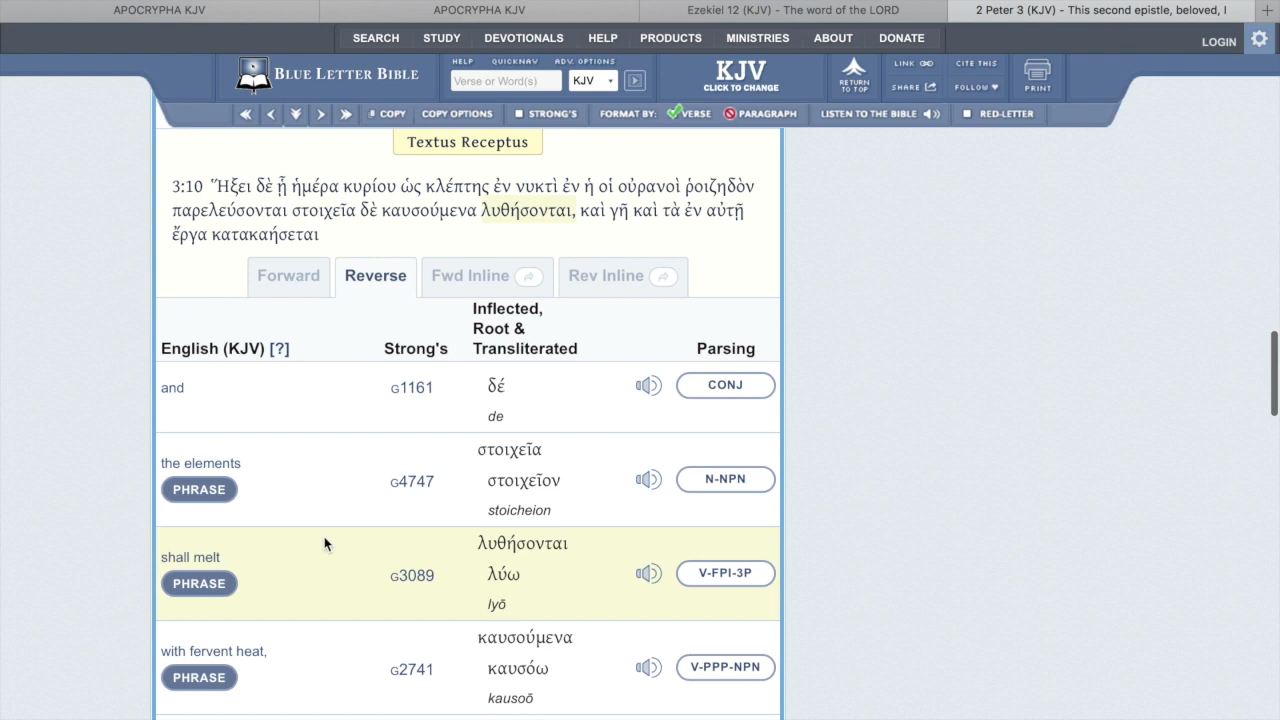 APOCRYPHA KJV
APOCRYPHA KJV
Ezekiel 12 (KJV) - The word of the LORD
2 Peter 3 (KJV) - This second epistle, beloved, I
SEARCH STUDY DEVOTIONALS HELP PRODUCTS MINISTRIES ABOUT DONATE
LOGIN
BLUE LETTER BIBLE
HELP QUICKNAV ADV. OPTIONS
Verse or Word(s) KJV
KJV
CLICK TO CHANGE
RETURN
TO TOP
LINK CITE THIS
SHARE FOLLOW
PRINT
COPY COPY OPTIONS STRONG'S FORMAT BY: VERSE PARAGRAPH LISTEN TO THE BIBLE RED-LETTER
Textus Receptus
3:10 Ἥξει δὲ ᾗ ἡμέρα κυρίου ὡς κλέπτης ἐν νυκτὶ ἐν ἡ οἱ οὐρανοὶ ῥοιζηδὸν
παρελεύσονται στοιχεῖα δὲ καυσούμενα λυθήσονται, καὶ γῆ καὶ τὰ ἐν αὐτῇ
ἔργα κατακαήσεται
Forward Reverse Fwd Inline Rev Inline
English (KJV) [?] Strong's Inflected,
Root &
Transliterated Parsing
and G1161 δέ CONJ
de
στοιχεῖα
the elements
PHRASE G4747 στοιχεῖον N-NPN
stoicheion
λυθήσονται
shall melt
PHRASE G3089 λύω V-FPI-3P
lyō
καυσούμενα
with fervent heat,
PHRASE G2741 καυσόω V-PPP-NPN
kausoō